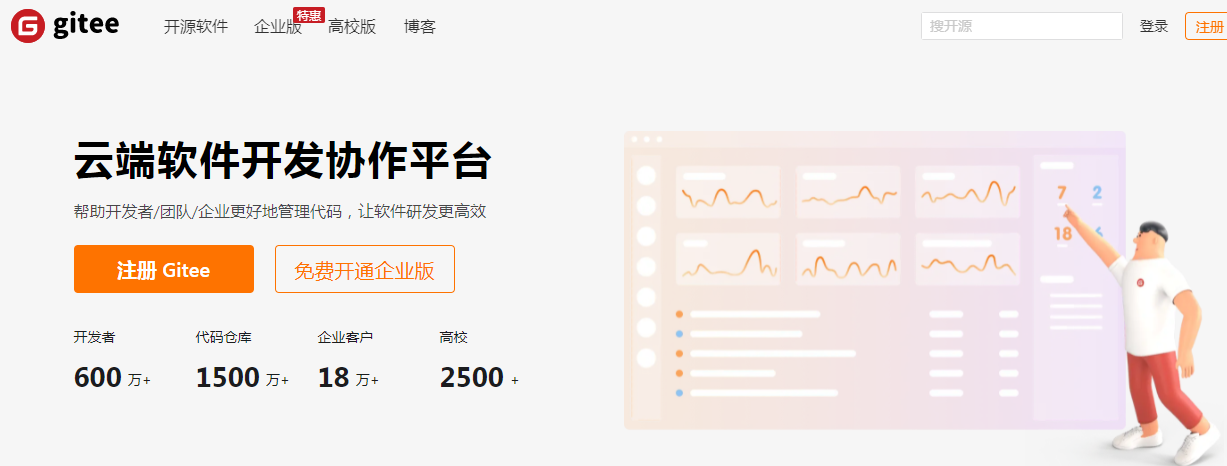 gitee 开源软件 企业版 特惠 高校版 博客 搜开源 登录 注册
云端软件开发协作平台
帮助开发者/团队/企业更好地管理代码，让软件研发更高效
注册 Gitee 免费开通企业版
7 2
18
开发者 代码仓库 企业客户 高校
600 万+ 1500 万+ 18 万+ 2500 +